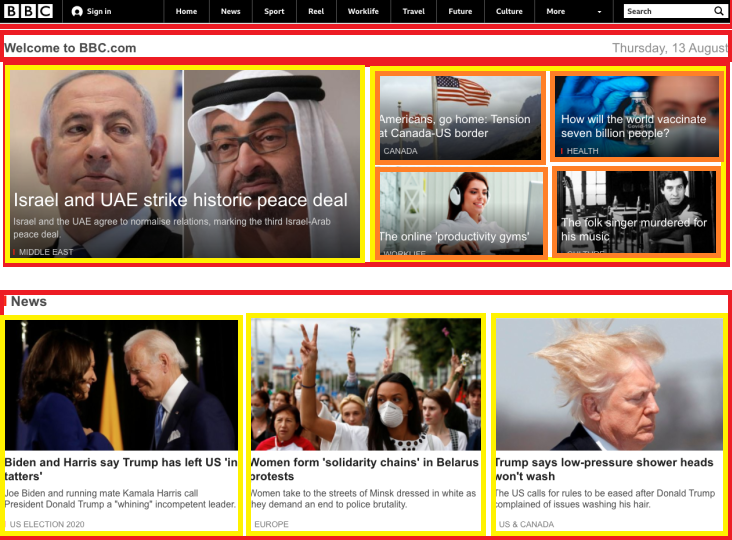 BBC Sign in Home News Sport Reel Worklife Travel Future Culture More Search
Welcome to BBC.com Thursday, 13 August
Israel and UAE strike historic peace deal
Israel and the UAE agree to normalise relations, marking the third Israel-Arab
peace deal.
MIDDLE EAST
Americans, go home: Tension
at Canada-US border
CANADA
How will the world vaccinate
seven billion people?
HEALTH
The online 'productivity gyms'
WORKLIFE
The folk singer murdered for
his music
CULTURE
News
Biden and Harris say Trump has left US 'in
tatters'
Joe Biden and running mate Kamala Harris call
President Donald Trump a "whining" incompetent leader.
US ELECTION 2020
Women form 'solidarity chains' in Belarus
protests
Women take to the streets of Minsk dressed in white as
they demand an end to police brutality.
EUROPE
Trump says low-pressure shower heads
won't wash
The US calls for rules to be eased after Donald Trump
complained of issues washing his hair.
US & CANADA